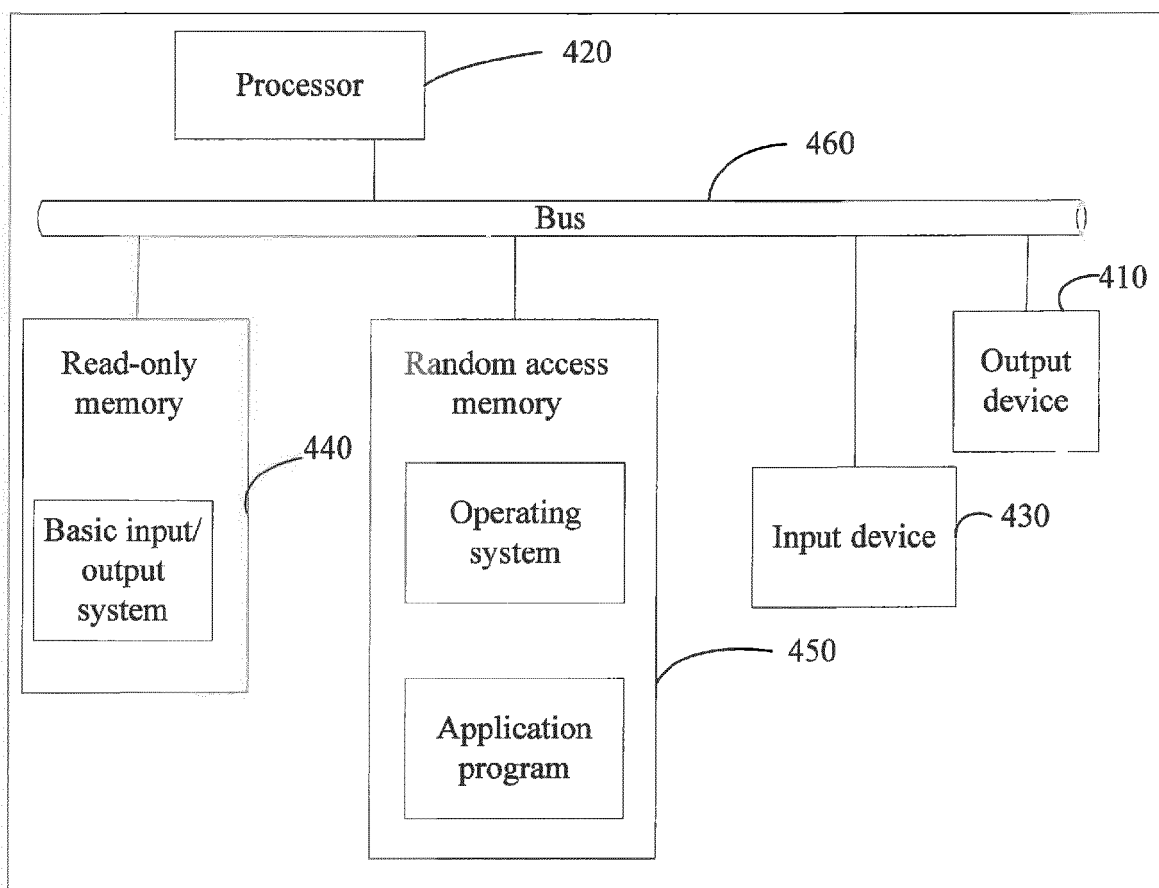 420
Processor
460
Bus
410
Read-only
memory
Random access
memory
Output
device
440
Basic input/
output
system
Operating
system
Input device
430
450
Application
program